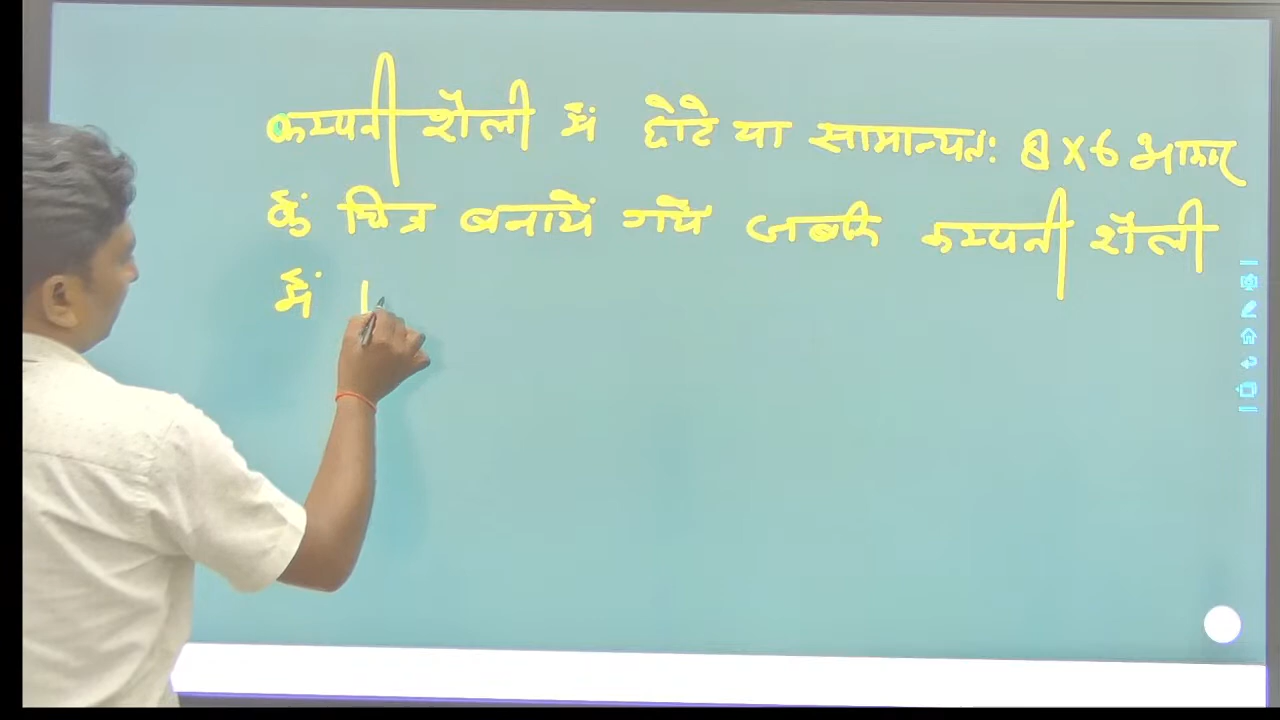 कम्पनी शैली में छोटे या सामान्यतः 8 x 6 आकार
के चित्र बनायें गये जबकि कम्पनी शैली
में